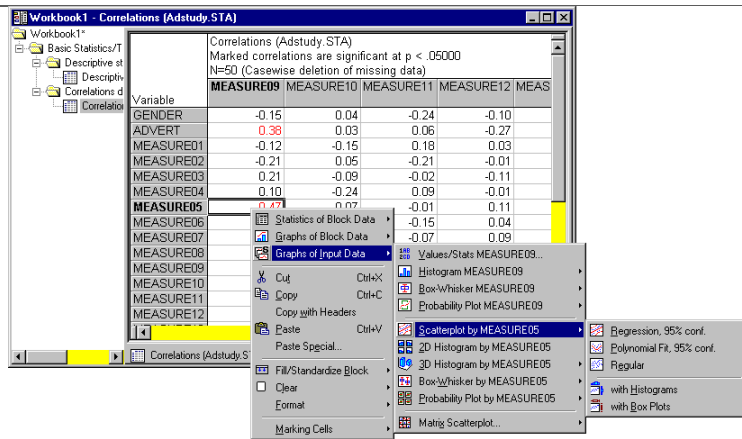 Workbook1 - Correlations (Adstudy.STA)
Workbook1*
Basic Statistics/T
Descriptive st
Descriptiv
Correlations d
Correlation
Correlations (Adstudy.STA)
Marked correlations are significant at p < .05000
N=50 (Casewise deletion of missing data)
Variable MEASURE09 MEASURE10 MEASURE11 MEASURE12 MEAS
GENDER -0.15 0.04 -0.24 -0.10
ADVERT 0.38 0.03 0.06 -0.27
MEASURE01 -0.12 -0.15 0.18 0.03
MEASURE02 -0.21 0.05 -0.21 -0.01
MEASURE03 0.21 -0.09 -0.02 -0.11
MEASURE04 0.10 -0.24 0.09 -0.01
MEASURE05 0.47 0.07 -0.01 0.11
MEASURE06 -0.15 0.04
MEASURE07 -0.07 0.09
MEASURE08
MEASURE09
MEASURE10
MEASURE11
MEASURE12
Correlations (Adstudy.S
Statistics of Block Data
Graphs of Block Data
Graphs of Input Data
Cut Ctrl+X
Copy Ctrl+C
Copy with Headers
Paste Ctrl+V
Paste Special...
Fill/Standardize Block
Clear
Format
Marking Cells
Values/Stats MEASURE09...
Histogram MEASURE09
Box-Whisker MEASURE09
Probability Plot MEASURE09
Scatterplot by MEASURE05
2D Histogram by MEASURE05
3D Histogram by MEASURE05
Box-Whisker by MEASURE05
Probability Plot by MEASURE05
Matrix Scatterplot...
Regression, 95% conf.
Polynomial Fit, 95% conf.
Regular
with Histograms
with Box Plots